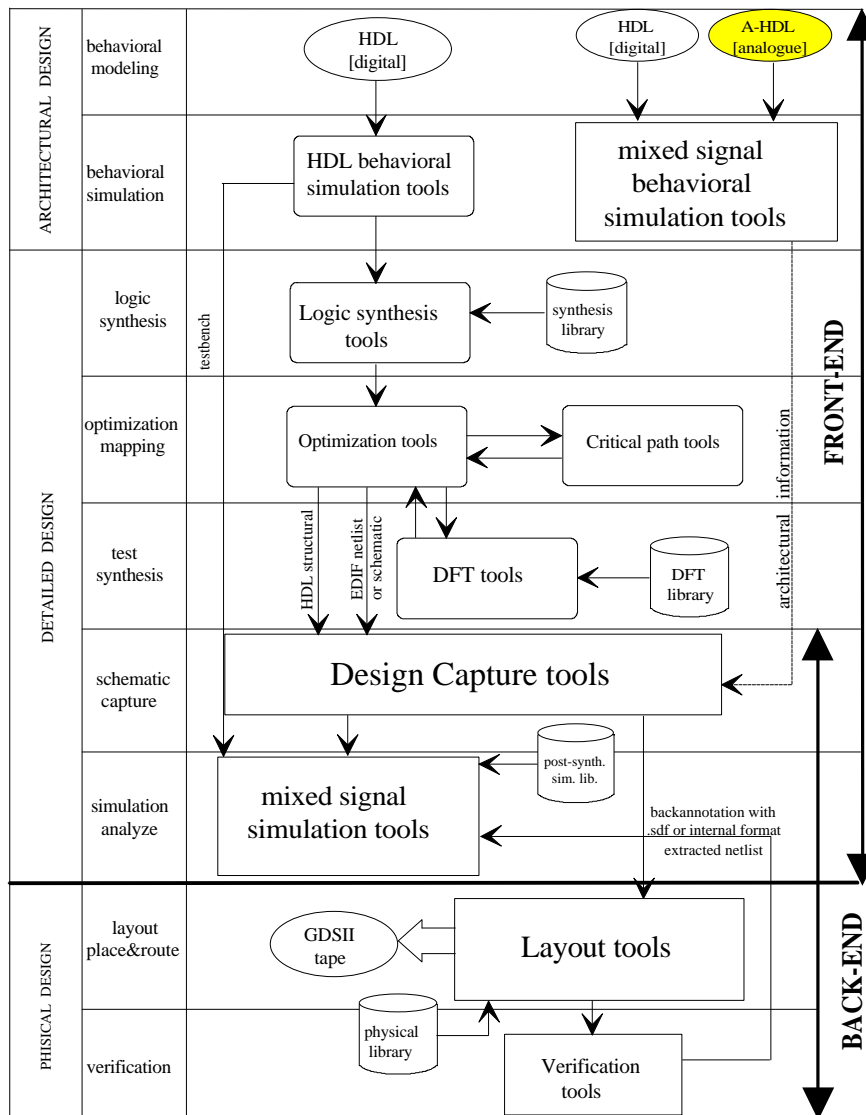 ARCHITECTURAL DESIGN
behavioral
modeling
HDL
[digital]
HDL
[digital]
A-HDL
[analogue]
behavioral
simulation
HDL behavioral
simulation tools
mixed signal
behavioral
simulation tools
DETAILED DESIGN
logic
synthesis
testbench
Logic synthesis
tools
synthesis
library
FRONT-END
optimization
mapping
Optimization tools
Critical path tools
architectural information
test
synthesis
HDL structural
EDIF netlist
or schematic
DFT tools
DFT
library
schematic
capture
Design Capture tools
simulation
analyze
mixed signal
simulation tools
post-synth.
sim. lib.
backannotation with
.sdf or internal format
extracted netlist
PHISICAL DESIGN
layout
place&route
GDSII
tape
Layout tools
BACK-END
verification
physical
library
Verification
tools